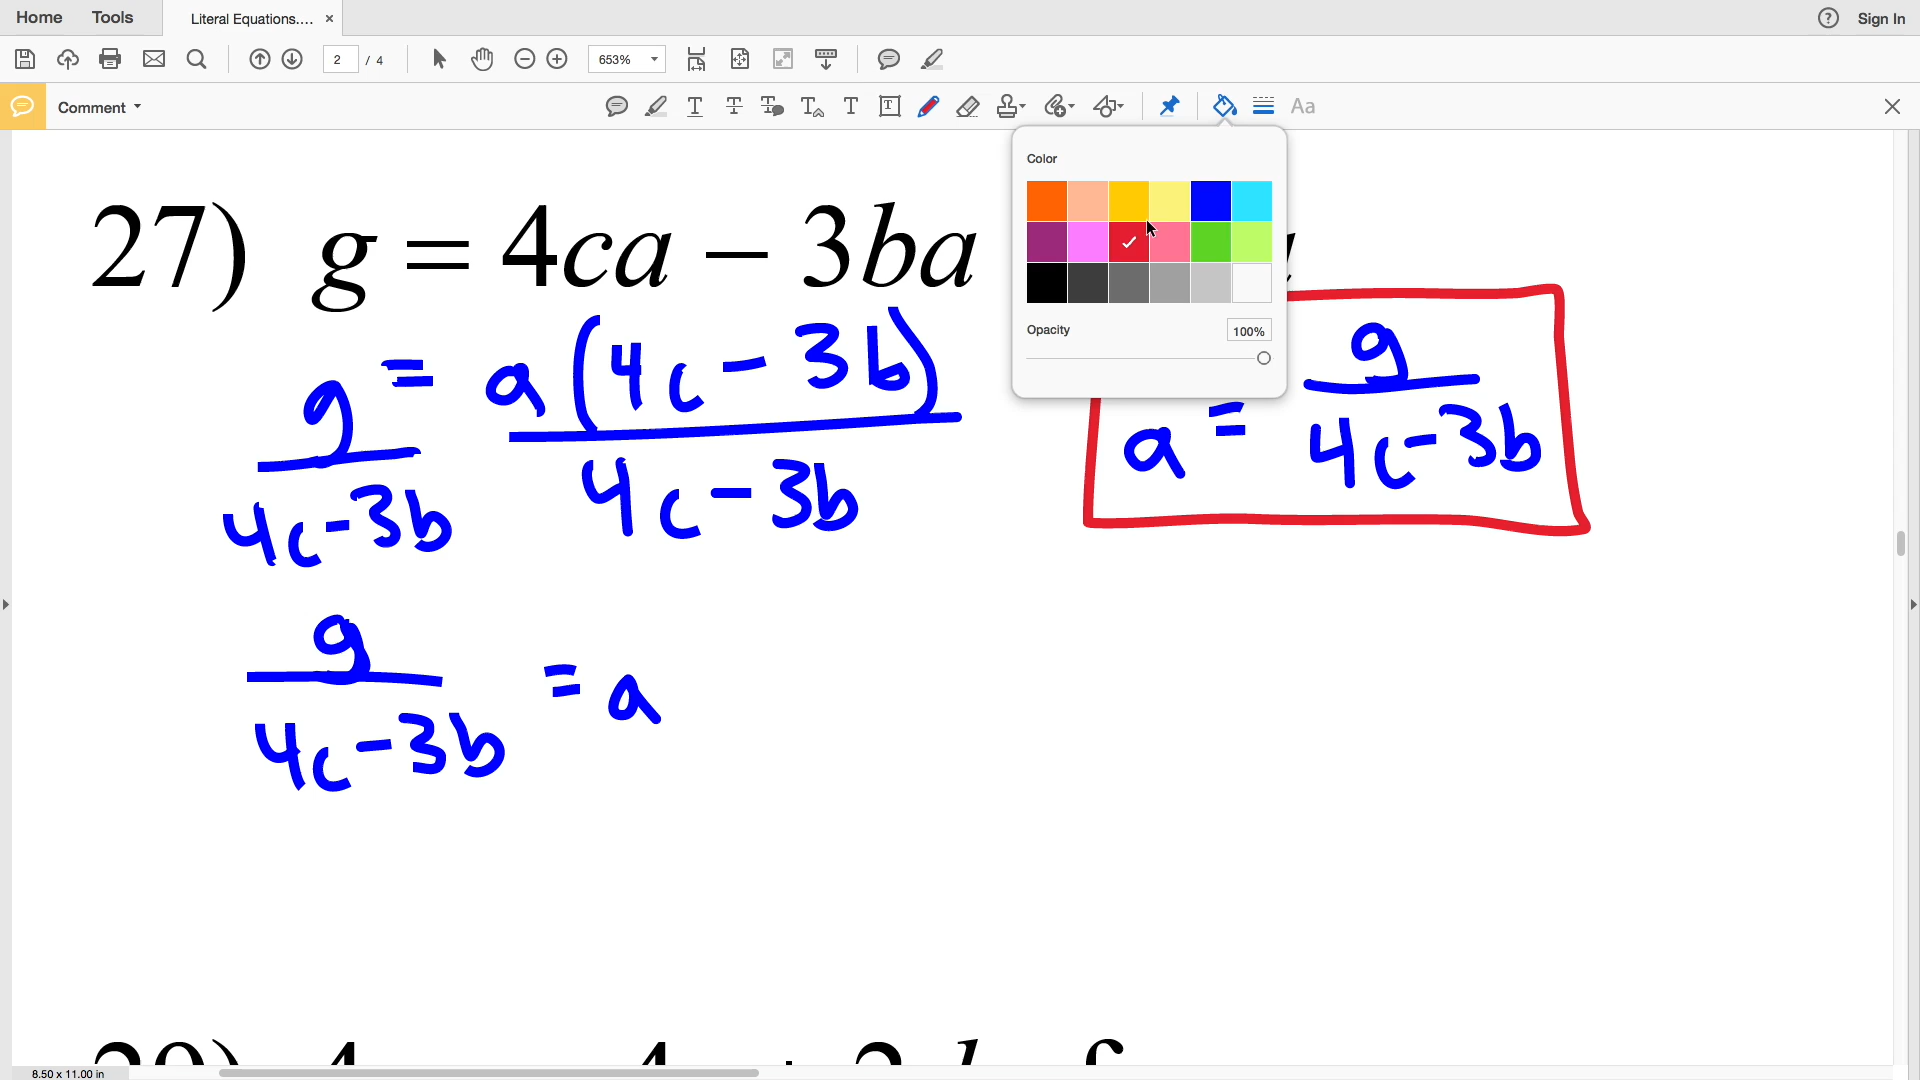 Home Tools Literal Equations.... × ? Sign In
2 / 4 653%
Comment Aa
Color
27) g = 4ca − 3ba
Opacity 100%
g = a(4c − 3b)
4c − 3b 4c − 3b
a = g
4c − 3b
g = a
4c − 3b
8.50 x 11.00 in